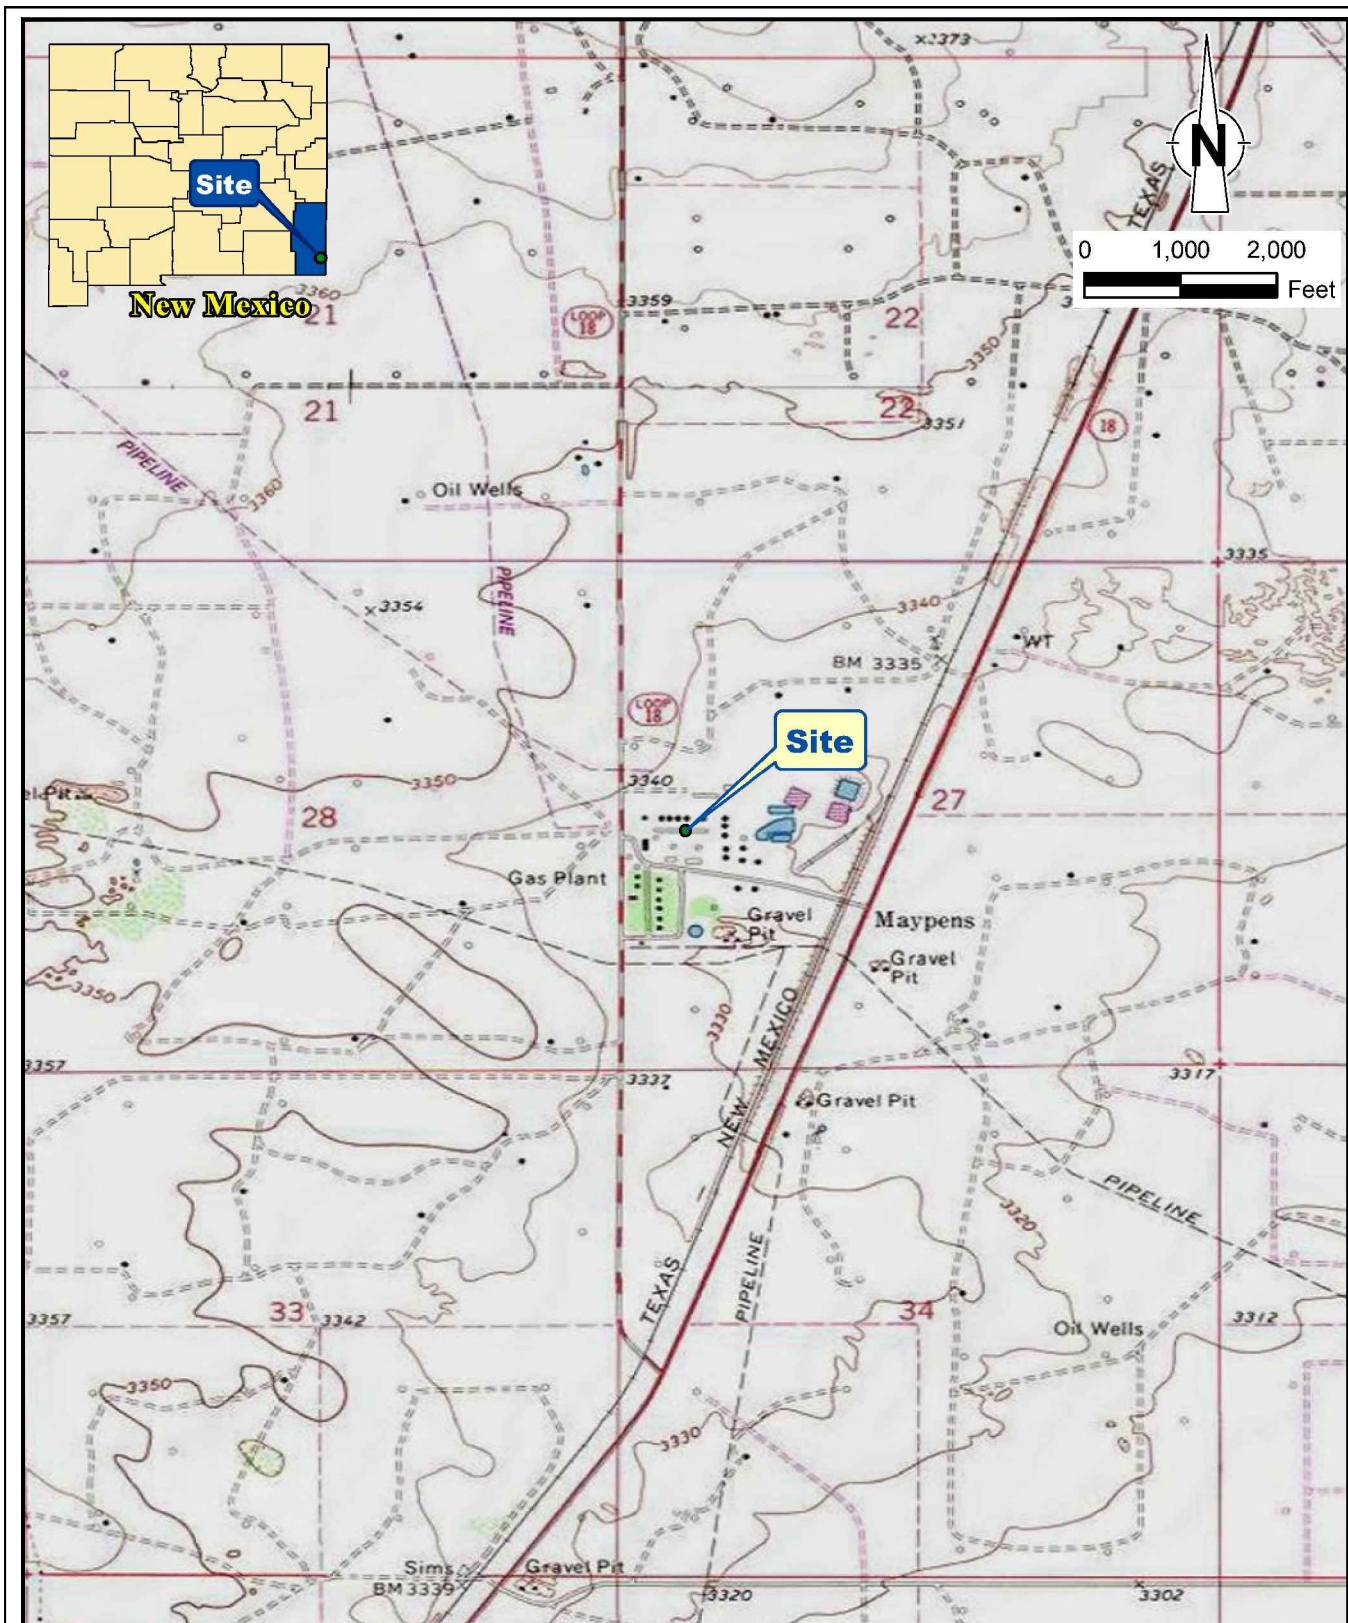 ×3373
N
TEXAS
0 1,000 2,000
Feet
Site
New Mexico
3360
21
LOOP
18
3359
22
3350
21
22
3351
18
PIPELINE
3360
Oil Wells
3335
PIPELINE
×3354
3340
WT
BM 3335
LOOP
18
Site
3340
3350
28
27
Gas Plant
Gravel
Pit
Maypens
Gravel
Pit
3350
3330
NEW MEXICO
3357
3317
Gravel Pit
PIPELINE
3320
TEXAS
PIPELINE
33
3342
34
3357
3312
Oil Wells
3350
3330
Sims
BM 3339
Gravel Pit
3320
3302